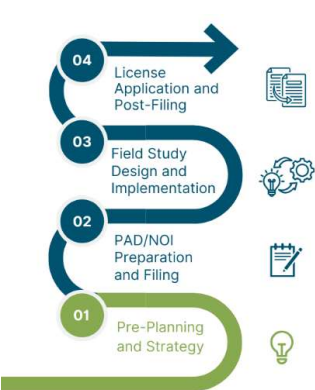 04
License
Application and
Post-Filing
03
Field Study
Design and
Implementation
02
PAD/NOI
Preparation
and Filing
01
Pre-Planning
and Strategy